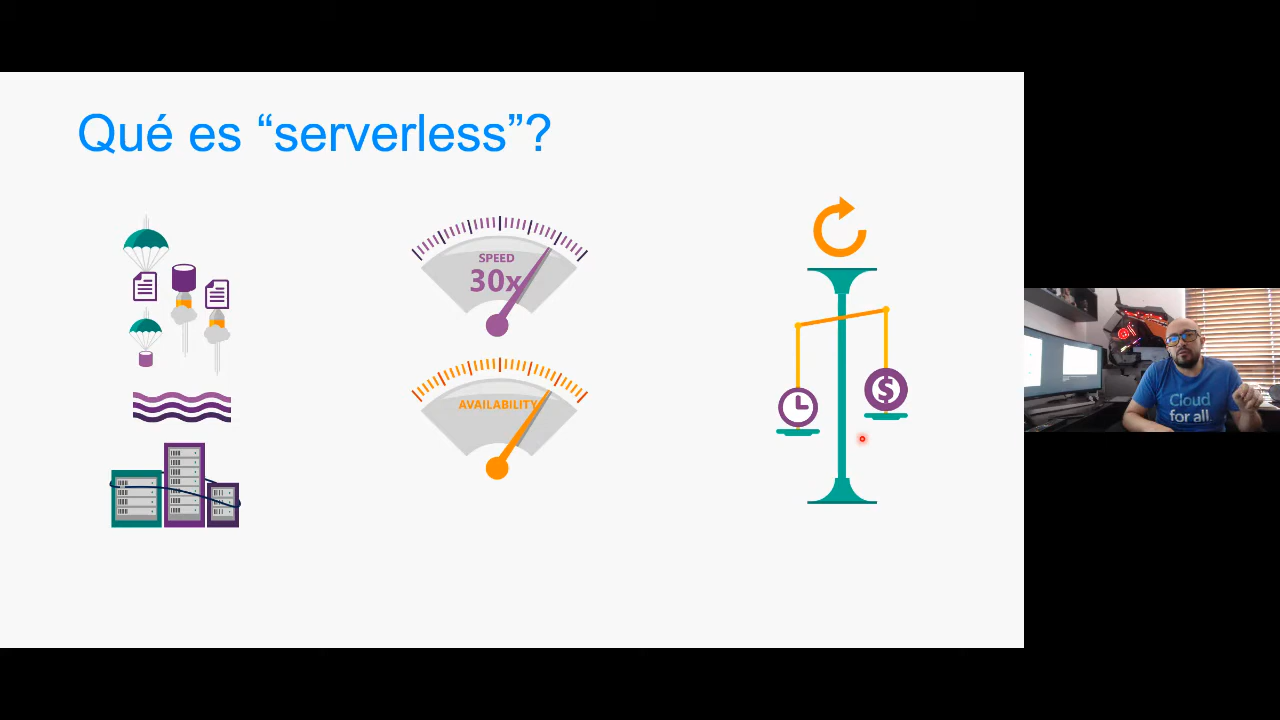 Qué es “serverless”?
SPEED
30x
AVAILABILITY
$
Cloud
for all.